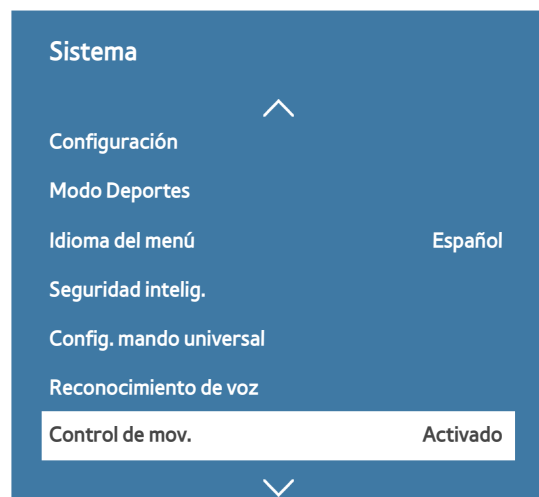 Sistema
Configuración
Modo Deportes
Idioma del menú Español
Seguridad intelig.
Config. mando universal
Reconocimiento de voz
Control de mov. Activado